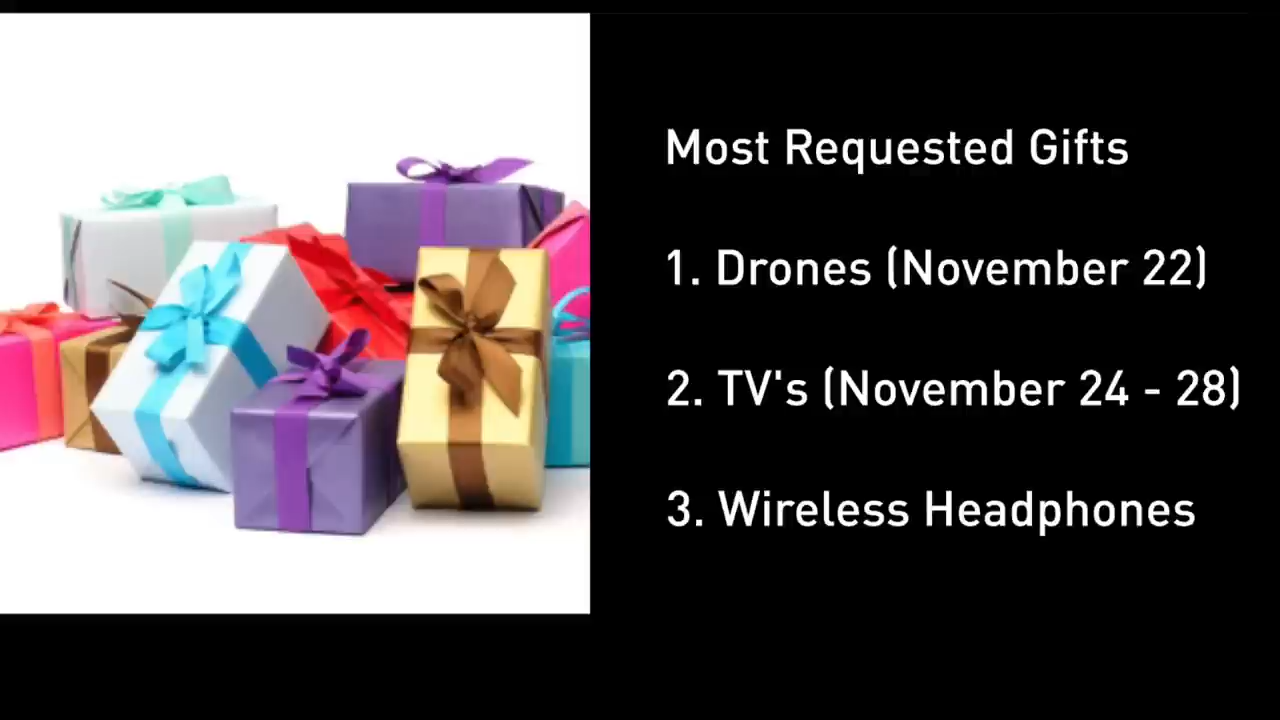 Most Requested Gifts
1. Drones (November 22)
2. TV's (November 24 - 28)
3. Wireless Headphones